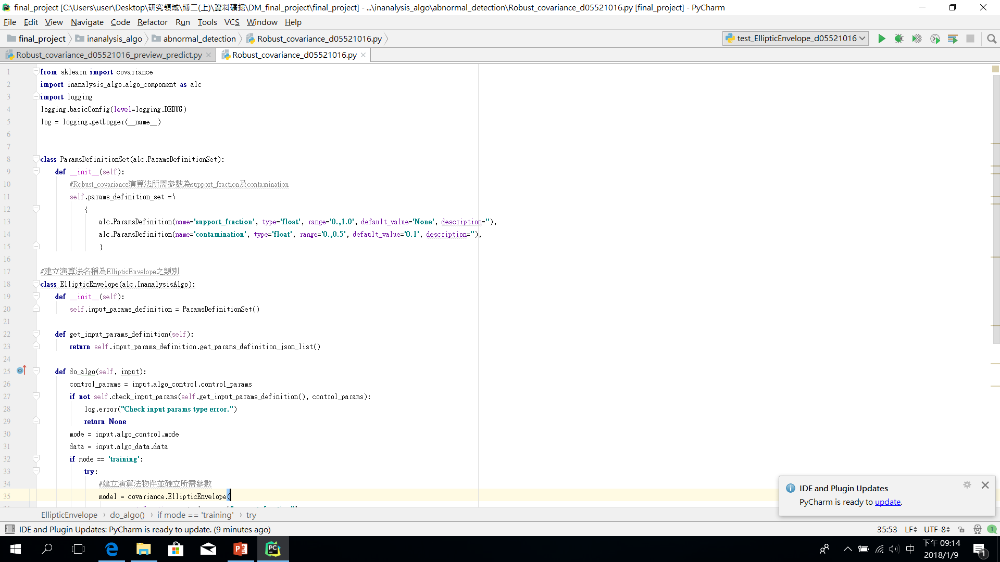 final_project [C:\Users\user\Desktop\研究領域\博二(上)\資料礦掘\DM_final_project\final_project] - ...\inanalysis_algo\abnormal_detection\Robust_covariance_d05521016.py [final_project] - PyCharm
File Edit View Navigate Code Refactor Run Tools VCS Window Help
final_project inanalysis_algo abnormal_detection Robust_covariance_d05521016.py test_EllipticEnvelope_d05521016
Robust_covariance_d05521016_preview_predict.py Robust_covariance_d05521016.py
1 from sklearn import covariance
2 import inanalysis_algo.algo_component as alc
3 import logging
4 logging.basicConfig(level=logging.DEBUG)
5 log = logging.getLogger(__name__)
6
7
8 class ParamsDefinitionSet(alc.ParamsDefinitionSet):
9 def __init__(self):
10 #Robust_covariance演算法所需參數為support_fraction及contamination
11 self.params_definition_set =\
12 {
13 alc.ParamsDefinition(name='support_fraction', type='float', range='0.,1.0', default_value='None', description=''),
14 alc.ParamsDefinition(name='contamination', type='float', range='0.,0.5', default_value='0.1', description=''),
15 }
16
17 #建立演算法名稱為EllipticEnvelope之類別
18 class EllipticEnvelope(alc.InanalysisAlgo):
19 def __init__(self):
20 self.input_params_definition = ParamsDefinitionSet()
21
22 def get_input_params_definition(self):
23 return self.input_params_definition.get_params_definition_json_list()
24
25 def do_algo(self, input):
26 control_params = input.algo_control.control_params
27 if not self.check_input_params(self.get_input_params_definition(), control_params):
28 log.error("Check input params type error.")
29 return None
30 mode = input.algo_control.mode
31 data = input.algo_data.data
32 if mode == 'training':
33 try:
34 #建立演算法物件並確立所需參數
35 model = covariance.EllipticEnvelope(
IDE and Plugin Updates
PyCharm is ready to update.
EllipticEnvelope › do_algo() › if mode == 'training' › try
IDE and Plugin Updates: PyCharm is ready to update. (9 minutes ago) 35:53 LF UTF-8 1
中 下午 09:14
2018/1/9 1